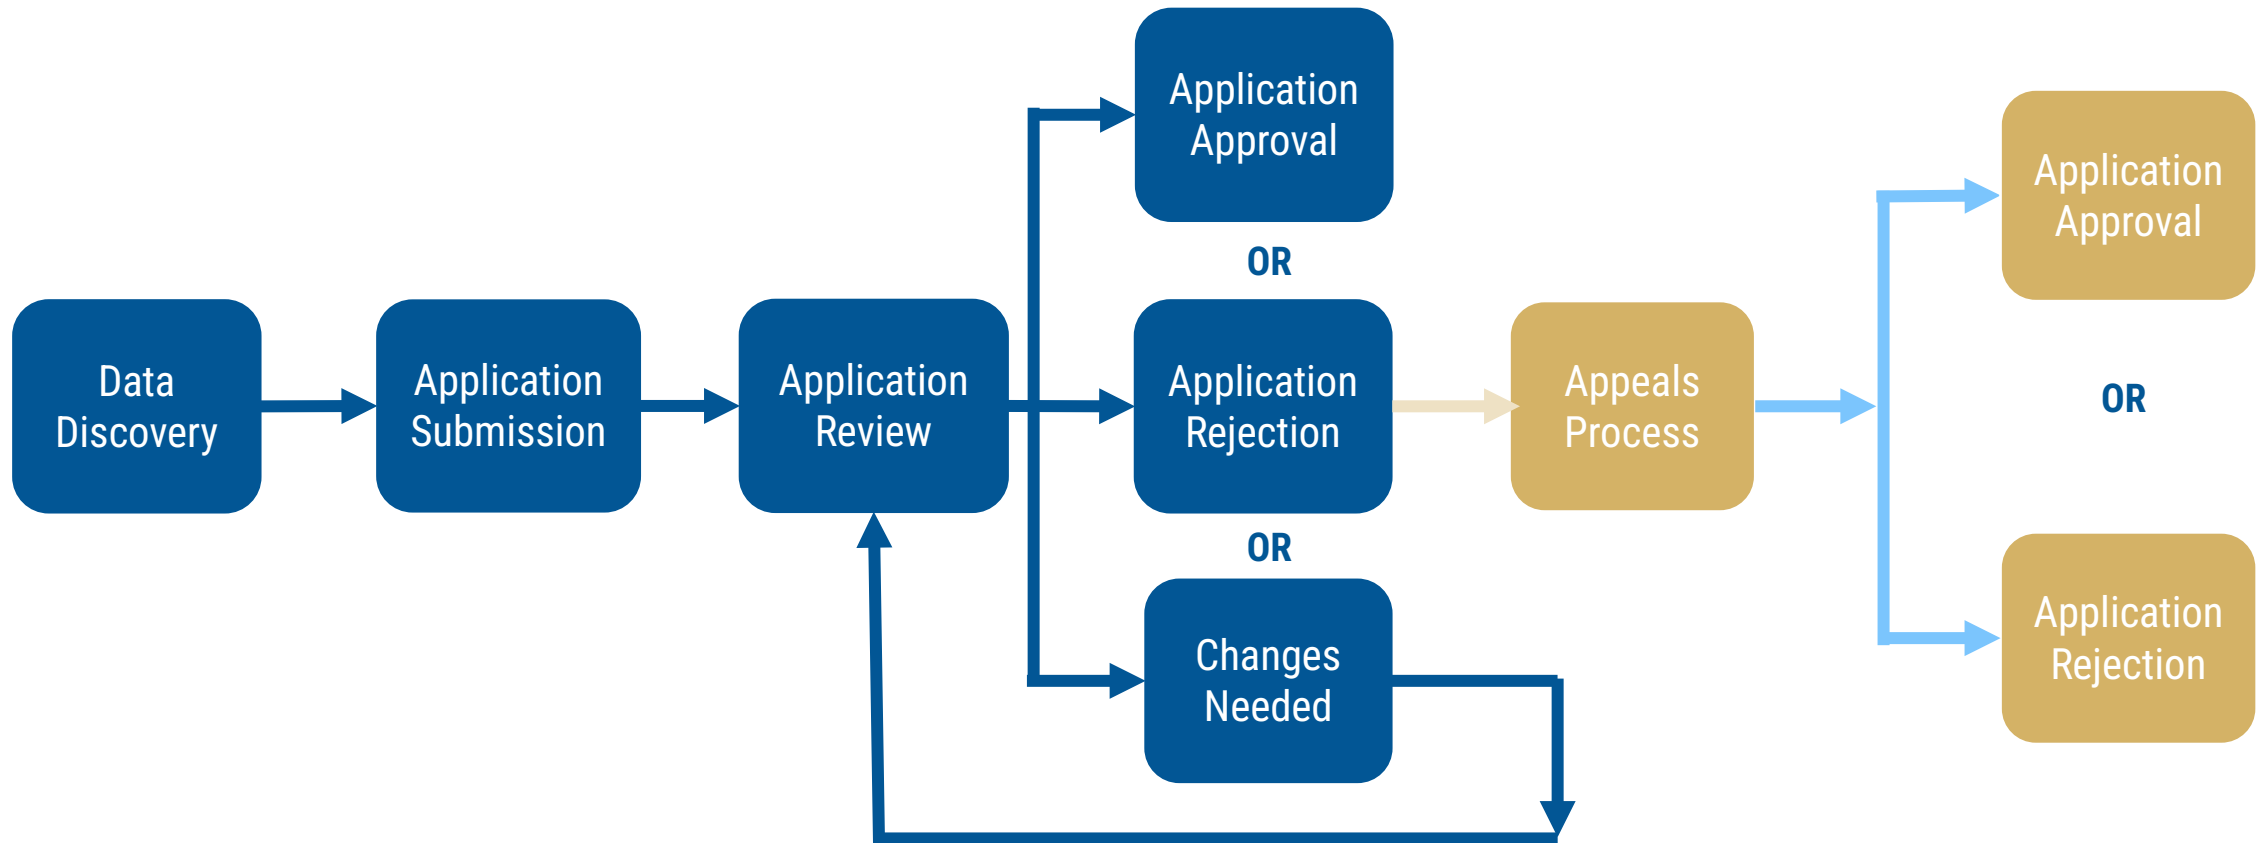 Data
Discovery
Application
Submission
Application
Review
Application
Approval
OR
Application
Rejection
OR
Changes
Needed
Appeals
Process
Application
Approval
OR
Application
Rejection